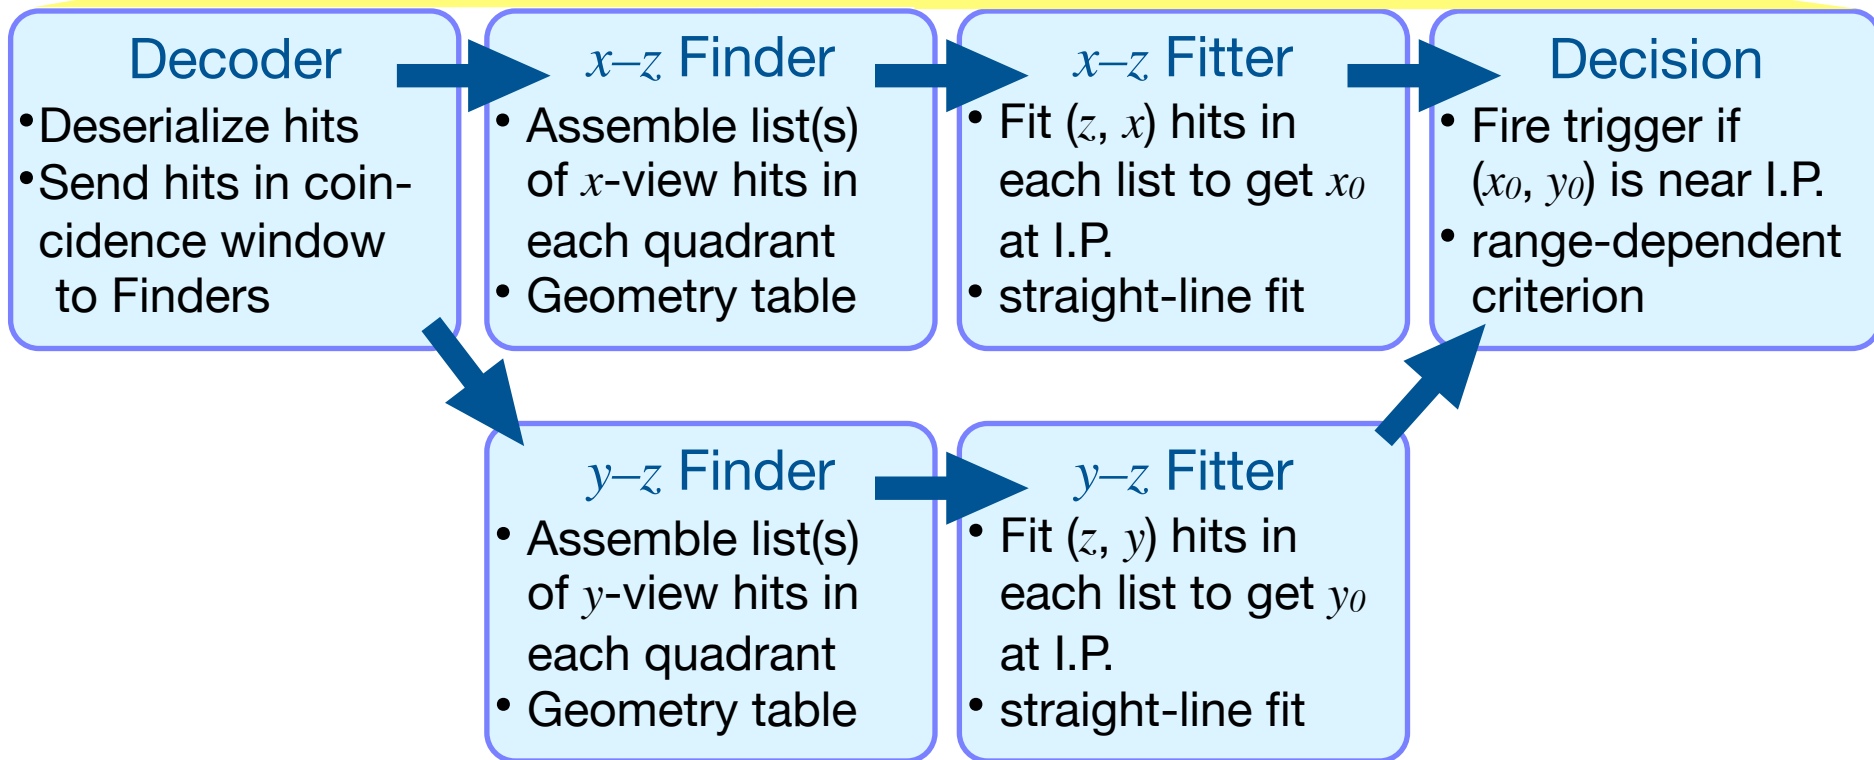 Decoder
•Deserialize hits
•Send hits in coin-
cidence window
to Finders
x–z Finder
• Assemble list(s)
of x-view hits in
each quadrant
• Geometry table
x–z Fitter
• Fit (z, x) hits in
each list to get x0
at I.P.
• straight-line fit
Decision
• Fire trigger if
(x0, y0) is near I.P.
• range-dependent
criterion
y–z Finder
• Assemble list(s)
of y-view hits in
each quadrant
• Geometry table
y–z Fitter
• Fit (z, y) hits in
each list to get y0
at I.P.
• straight-line fit